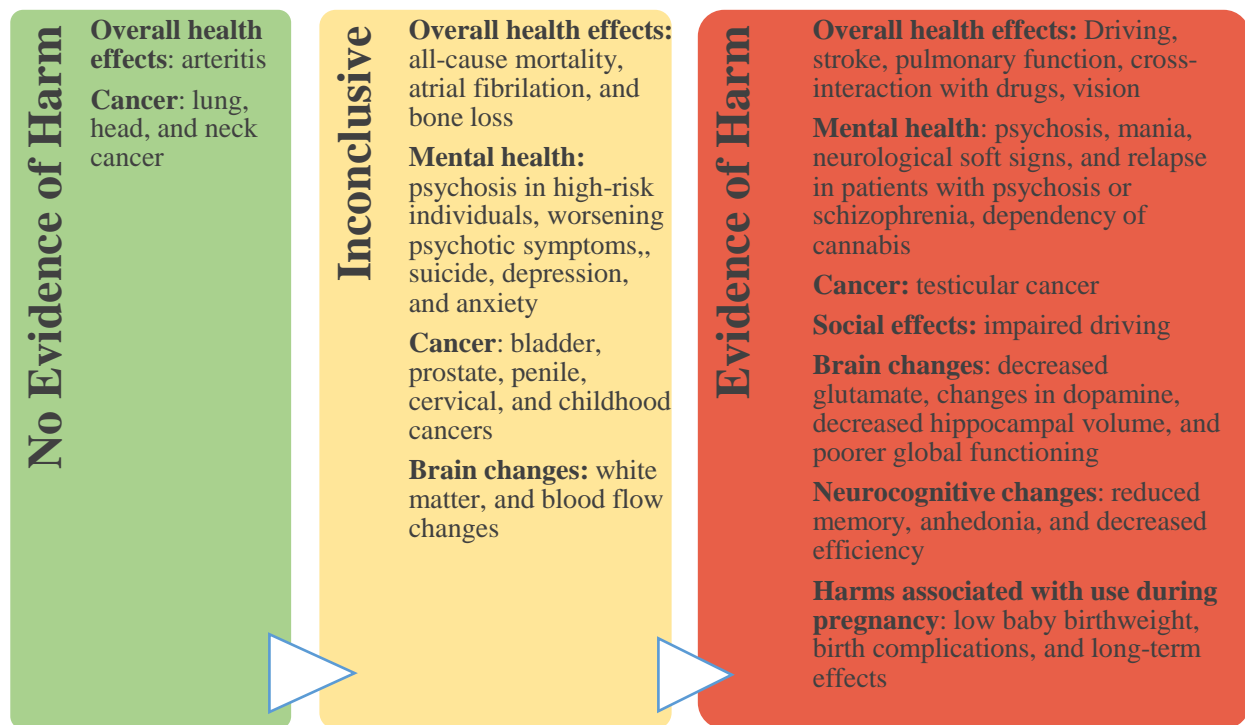 No Evidence of Harm
Overall health
effects: arteritis
Cancer: lung,
head, and neck
cancer
Inconclusive
Overall health effects:
all-cause mortality,
atrial fibrilation, and
bone loss
Mental health:
psychosis in high-risk
individuals, worsening
psychotic symptoms,,
suicide, depression,
and anxiety
Cancer: bladder,
prostate, penile,
cervical, and childhood
cancers
Brain changes: white
matter, and blood flow
changes
Evidence of Harm
Overall health effects: Driving,
stroke, pulmonary function, cross-
interaction with drugs, vision
Mental health: psychosis, mania,
neurological soft signs, and relapse
in patients with psychosis or
schizophrenia, dependency of
cannabis
Cancer: testicular cancer
Social effects: impaired driving
Brain changes: decreased
glutamate, changes in dopamine,
decreased hippocampal volume, and
poorer global functioning
Neurocognitive changes: reduced
memory, anhedonia, and decreased
efficiency
Harms associated with use during
pregnancy: low baby birthweight,
birth complications, and long-term
effects